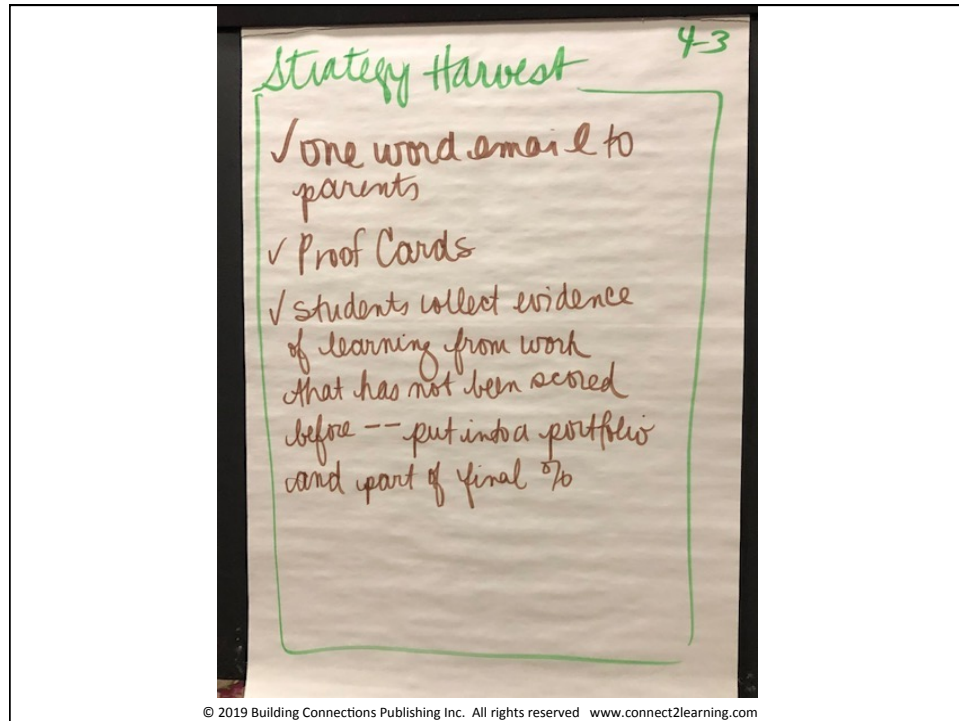 4-3
Strategy Harvest
✓ one word email to
parents
✓ Proof Cards
✓ students collect evidence
of learning from work
that has not been scored
before -- put into a portfolio
and part of final %
© 2019 Building Connections Publishing Inc. All rights reserved www.connect2learning.com